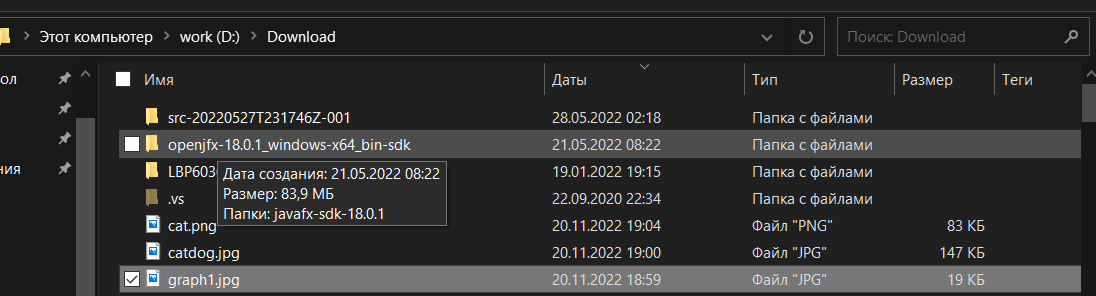 Этот компьютер work (D:) Download Поиск: Download
ол Имя Даты Тип Размер Теги
src-20220527T231746Z-001 28.05.2022 02:18 Папка с файлами
openjfx-18.0.1_windows-x64_bin-sdk 21.05.2022 08:22 Папка с файлами
ния LBP6030 19.01.2022 19:15 Папка с файлами
Дата создания: 21.05.2022 08:22
Размер: 83,9 МБ
Папки: javafx-sdk-18.0.1
.vs 22.09.2020 22:34 Папка с файлами
cat.png 20.11.2022 19:04 Файл "PNG" 83 КБ
catdog.jpg 20.11.2022 19:00 Файл "JPG" 147 КБ
graph1.jpg 20.11.2022 18:59 Файл "JPG" 19 КБ